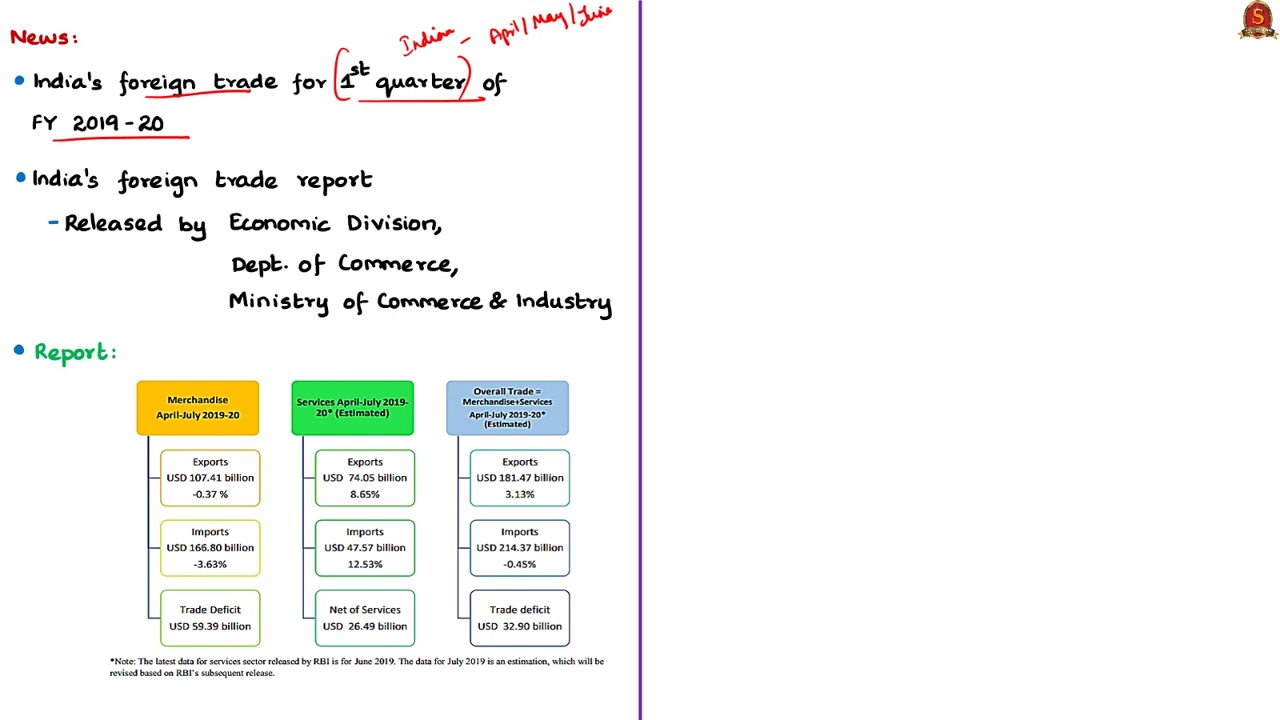 News:
Indian - April/May/June
India's foreign trade for (1st quarter) of
FY 2019-20
India's foreign trade report
- Released by Economic Division,
Dept. of Commerce,
Ministry of Commerce & Industry
Report:
Merchandise
April-July 2019-20
Exports
USD 107.41 billion
-0.37 %
Imports
USD 166.80 billion
-3.63%
Trade Deficit
USD 59.39 billion
Services April-July 2019-
20* (Estimated)
Exports
USD 74.05 billion
8.65%
Imports
USD 47.57 billion
12.53%
Net of Services
USD 26.49 billion
Overall Trade =
Merchandise+Services
April-July 2019-20*
(Estimated)
Exports
USD 181.47 billion
3.13%
Imports
USD 214.37 billion
-0.45%
Trade deficit
USD 32.90 billion
*Note: The latest data for services sector released by RBI is for June 2019. The data for July 2019 is an estimation, which will be
revised based on RBI's subsequent release.
S